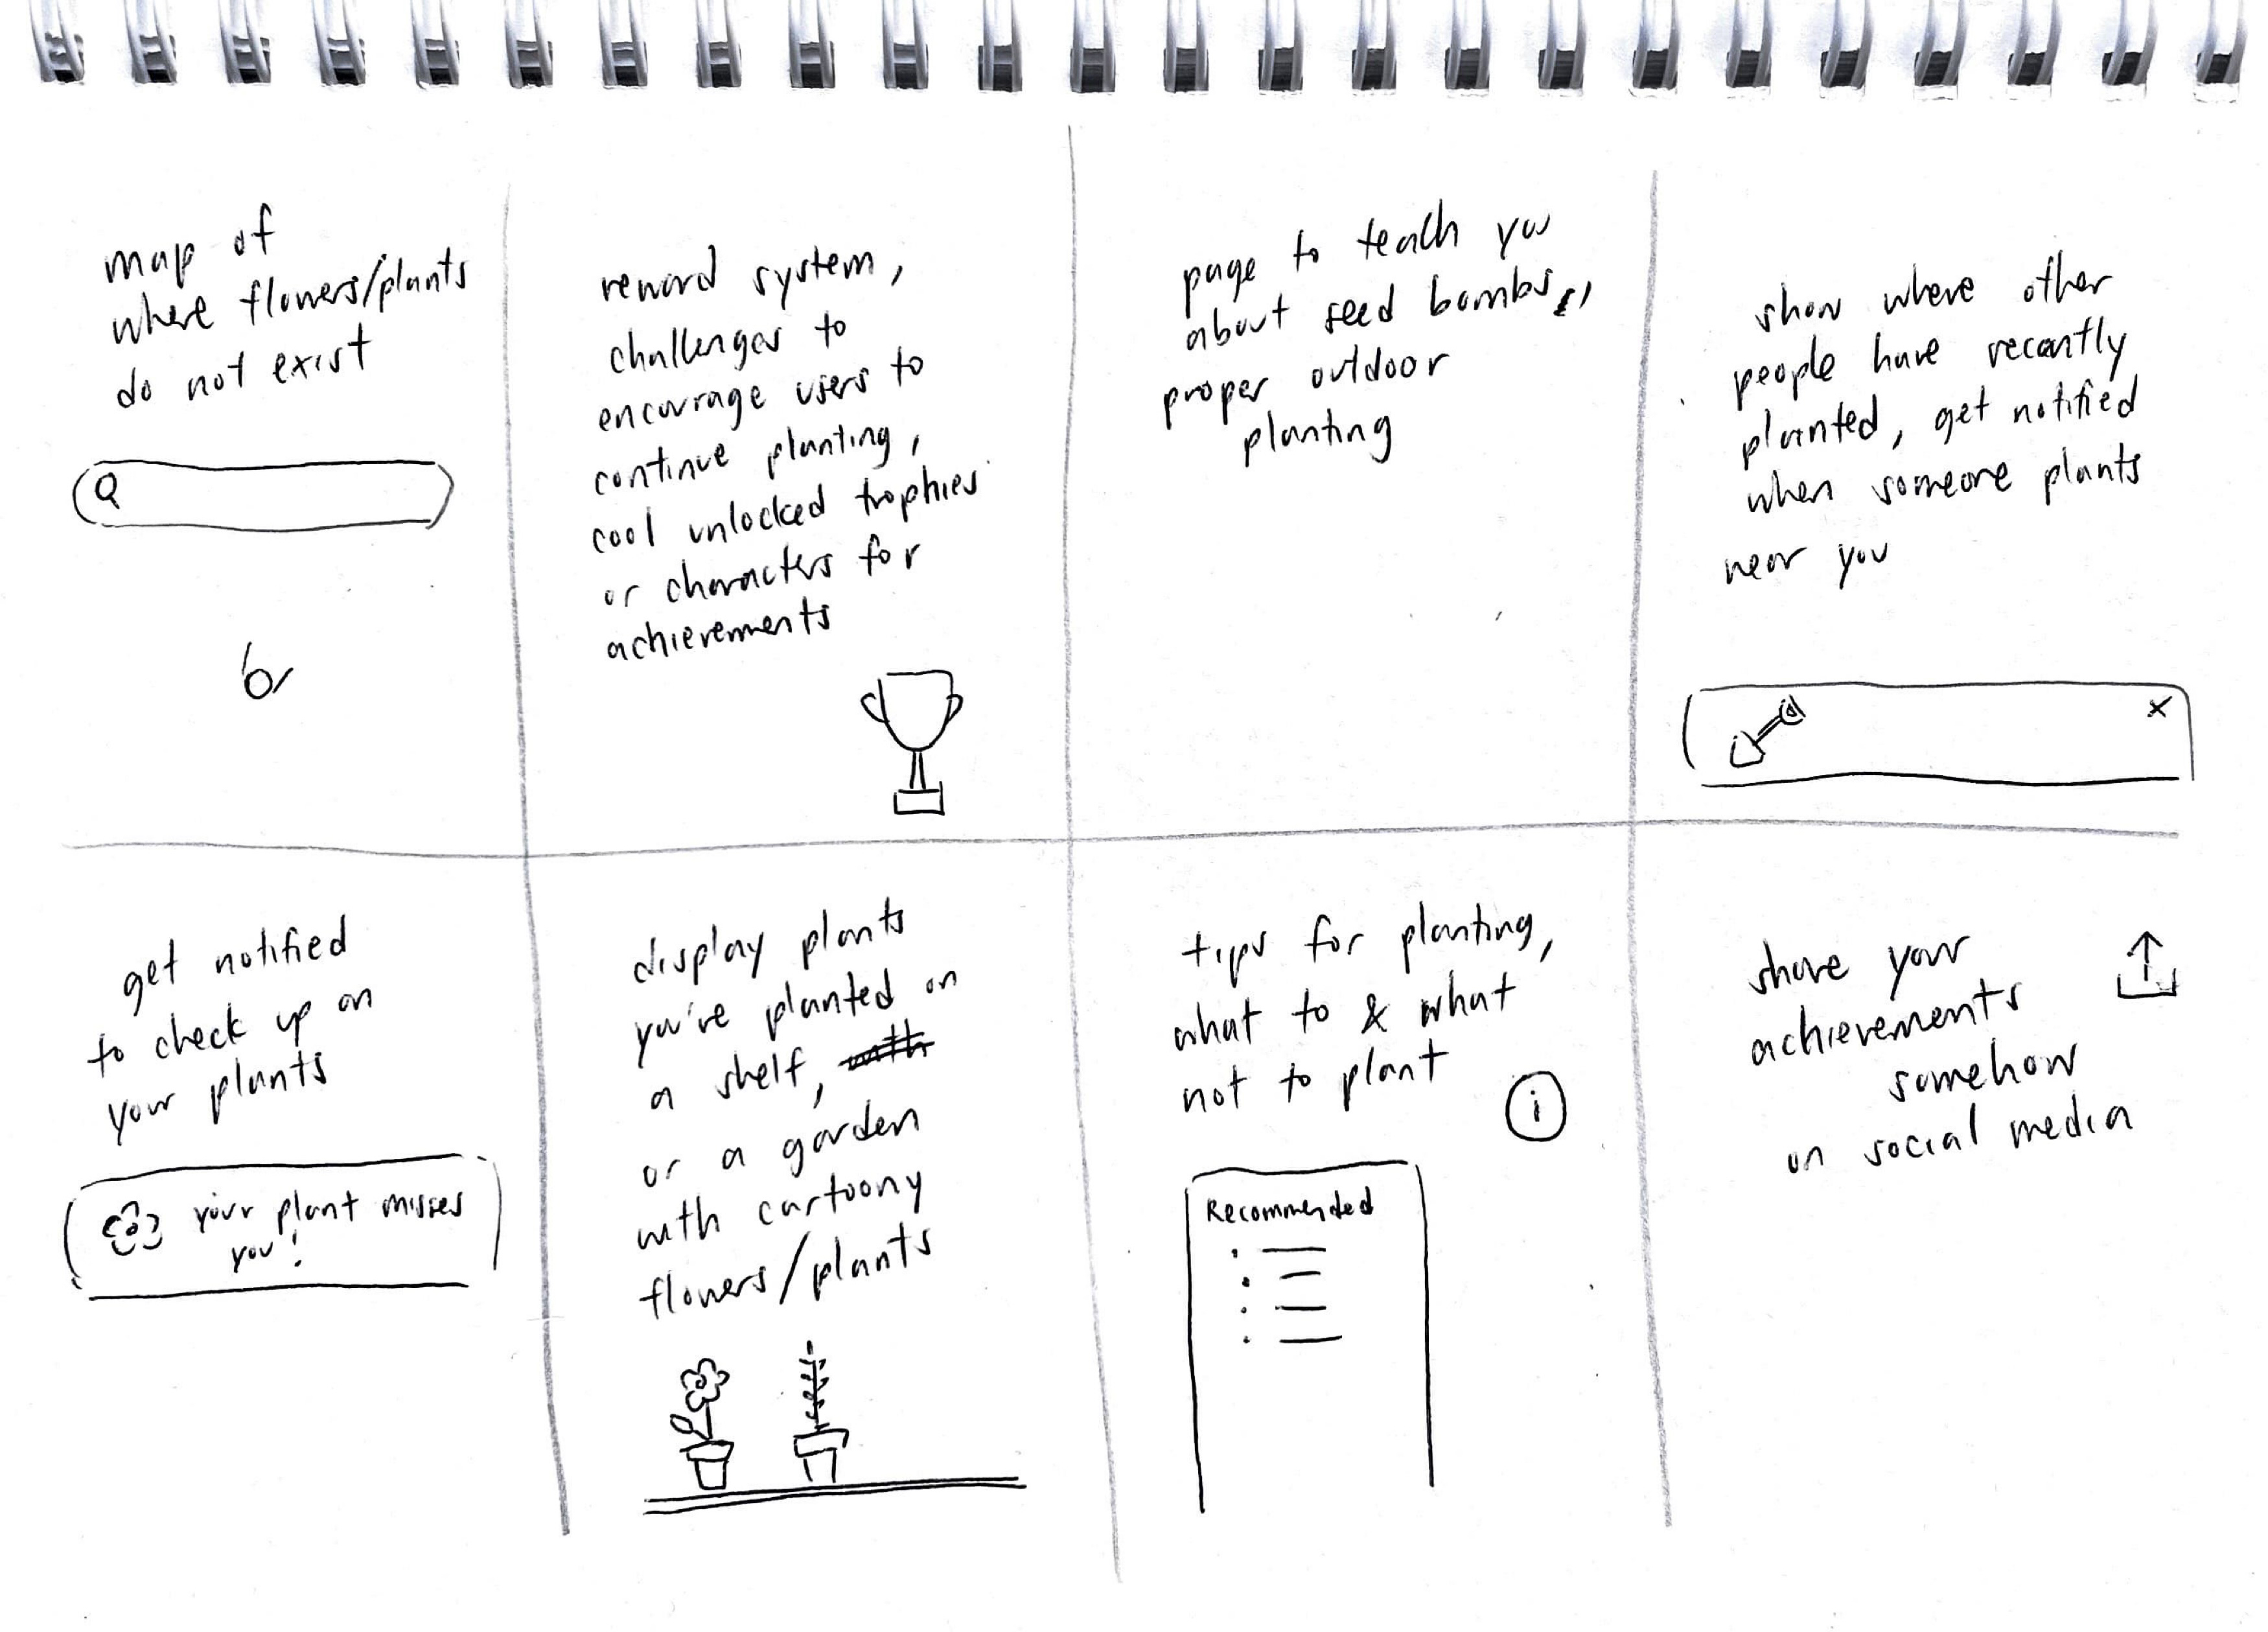 map of
where flowers/plants
do not exist
reward system,
challenges to
encourage users to
continue planting,
cool unlocked trophies
or characters for
achievements
page to teach you
about seed bombs,
proper outdoor
planting
show where other
people have recently
planted, get notified
when someone plants
near you
x
get notified
to check up on
your plants
your plant misses
you!
display plants
you're planted on
a shelf,
or a garden
with cartoony
flowers/plants
tips for planting,
what to & what
not to plant
i
Recommended
share your
achievements
somehow
on social media